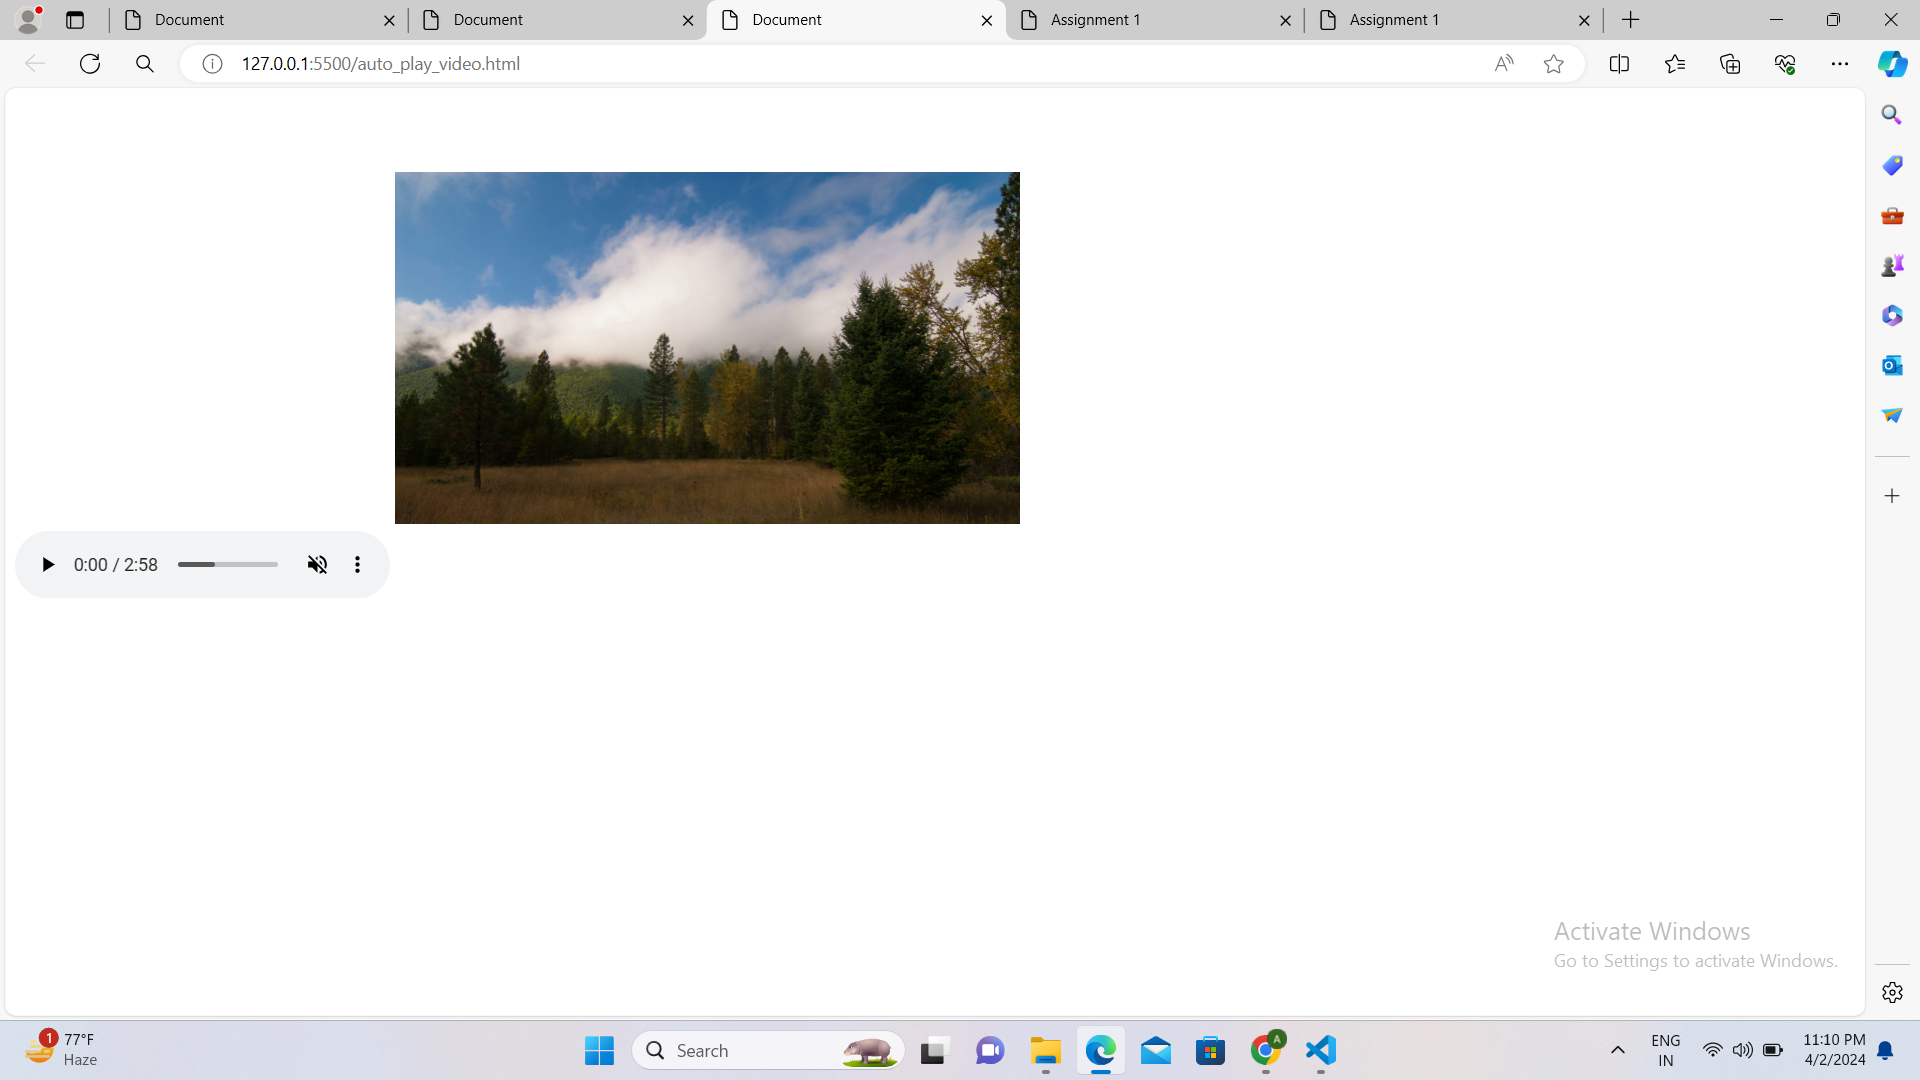 Document
Document
Document
Assignment 1
Assignment 1
127.0.0.1:5500/auto_play_video.html
0:00 / 2:58
Activate Windows
Go to Settings to activate Windows.
1
77°F
Haze
Search
A
ENG
IN
11:10 PM
4/2/2024